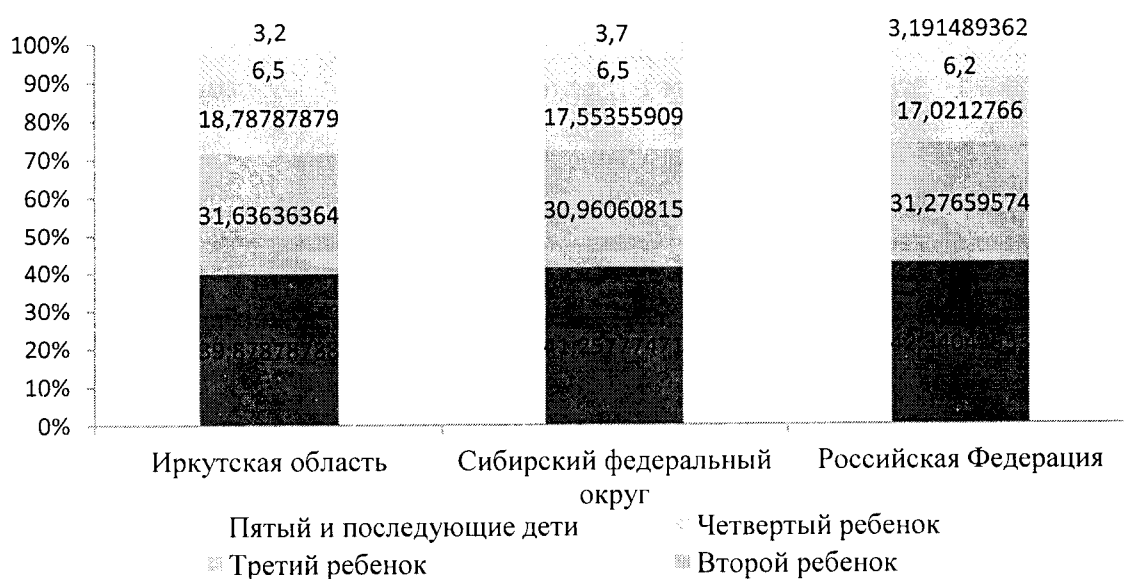 100%
90%
80%
70%
60%
50%
40%
30%
20%
10%
0%
3,2
3,7
3,191489362
6,5
6,5
6,2
18,78787879
17,55355909
17,0212766
31,63636364
30,96060815
31,27659574
Иркутская область
Сибирский федеральный
округ
Российская Федерация
Пятый и последующие дети
Четвертый ребенок
Третий ребенок
Второй ребенок